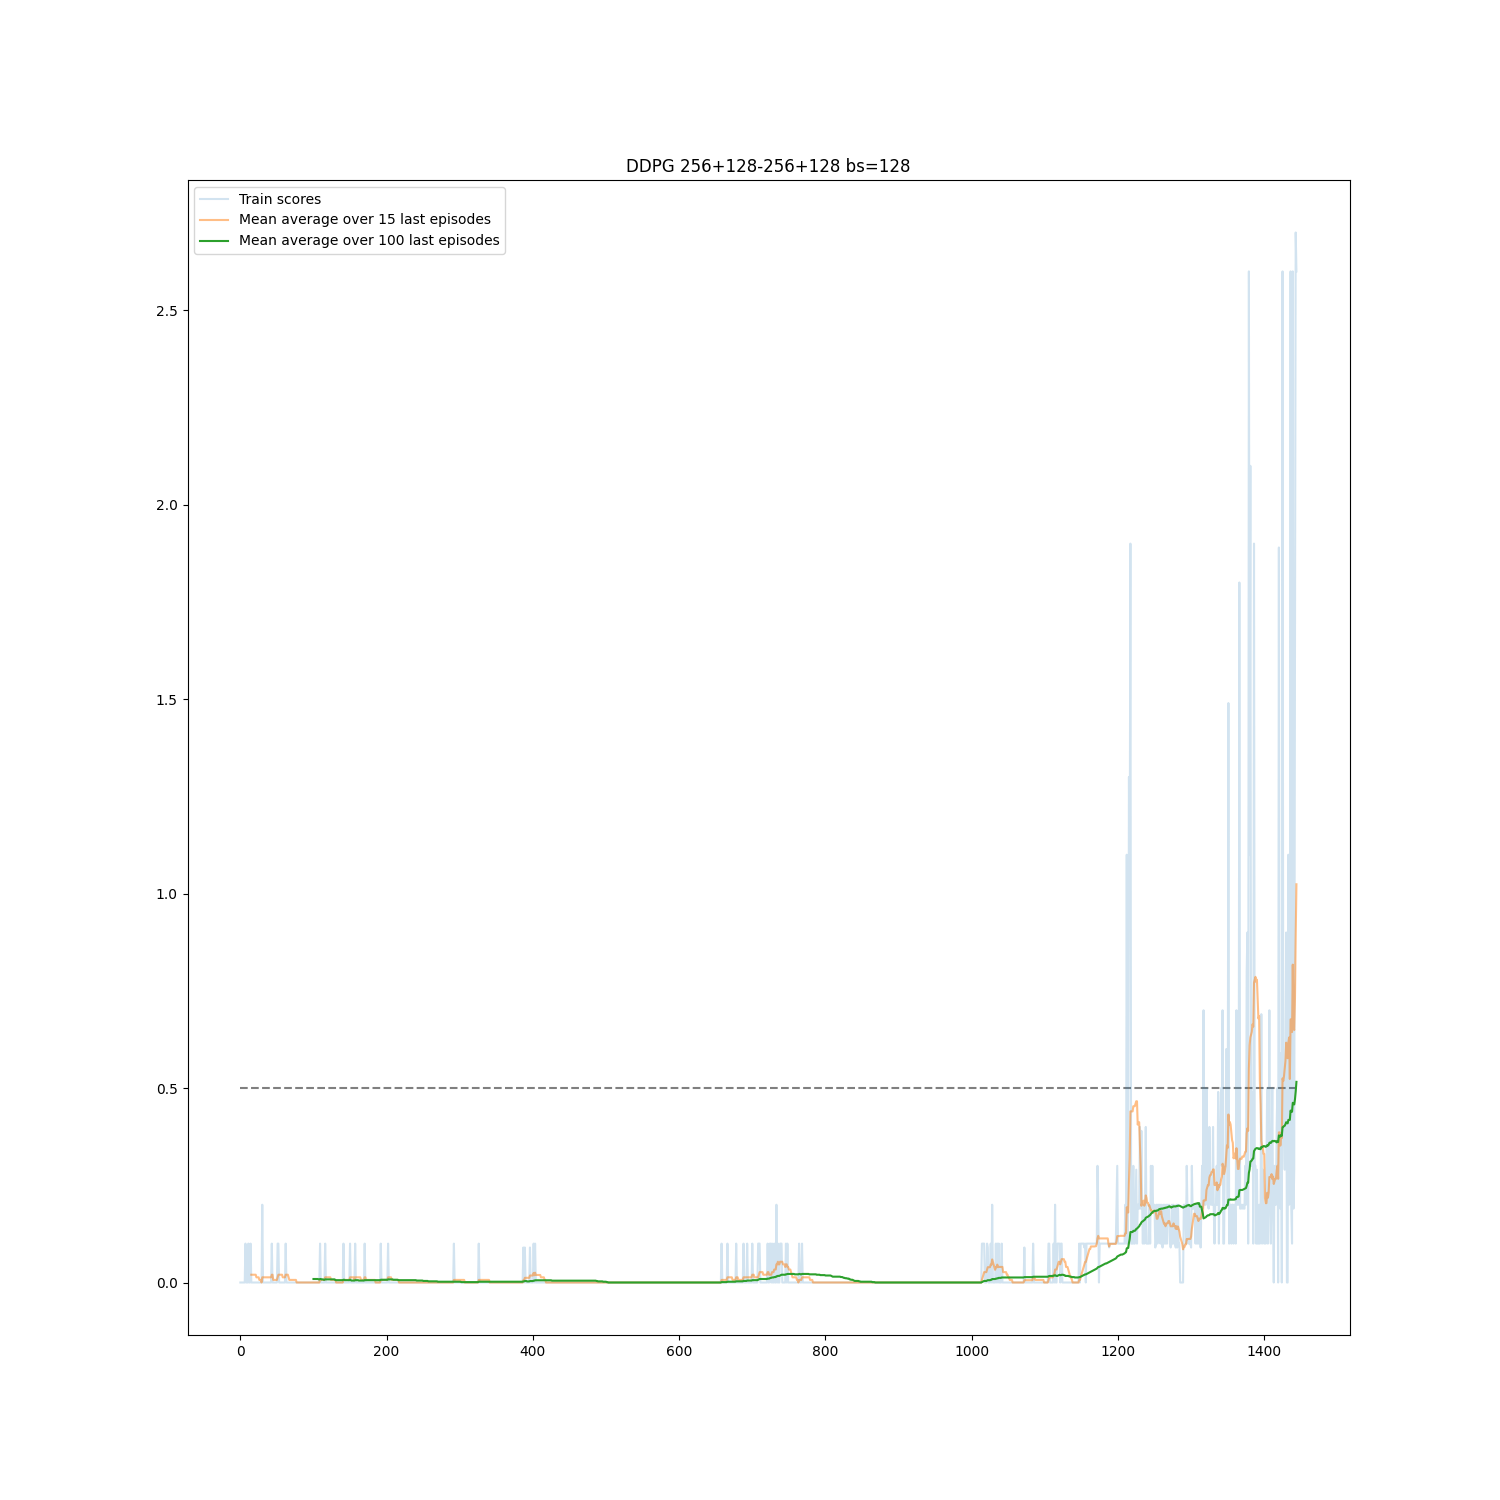 DDPG 256+128-256+128 bs=128
Train scores
Mean average over 15 last episodes
Mean average over 100 last episodes
2.5
2.0
1.5
1.0
0.5
0.0
0 200 400 600 800 1000 1200 1400